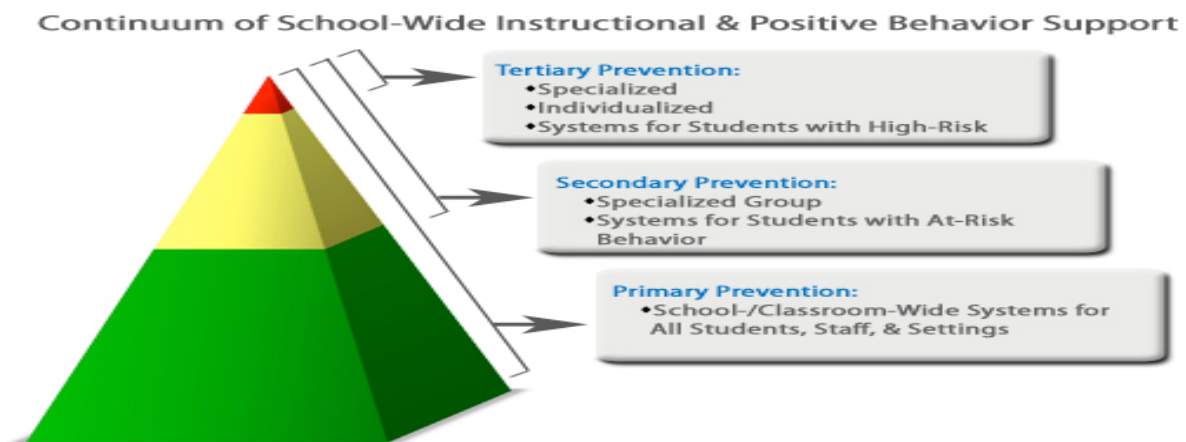 Continuum of School-Wide Instructional & Positive Behavior Support
Tertiary Prevention:
◆Specialized
◆Individualized
◆Systems for Students with High-Risk
Secondary Prevention:
◆Specialized Group
◆Systems for Students with At-Risk
Behavior
Primary Prevention:
◆School-/Classroom-Wide Systems for
All Students, Staff, & Settings